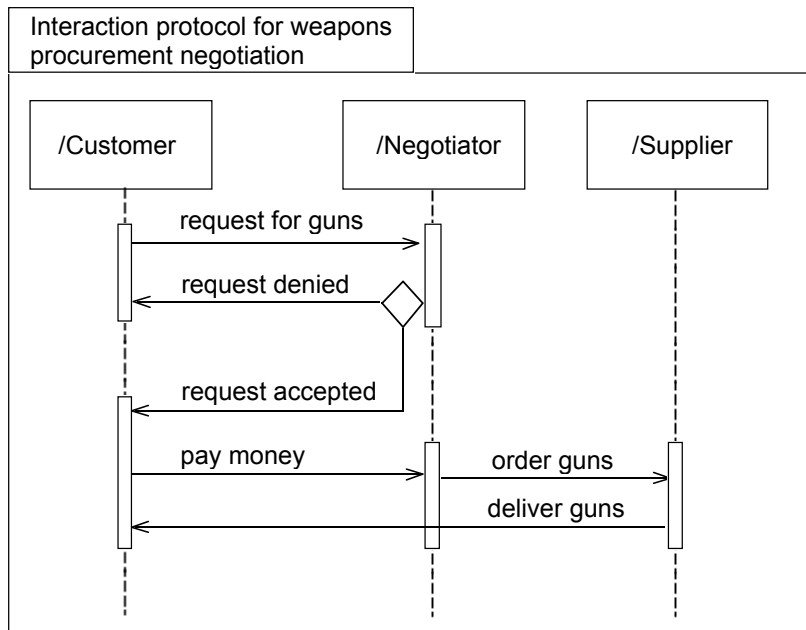 Interaction protocol for weapons
procurement negotiation
/Customer
/Negotiator
/Supplier
request for guns
request denied
request accepted
pay money
order guns
deliver guns